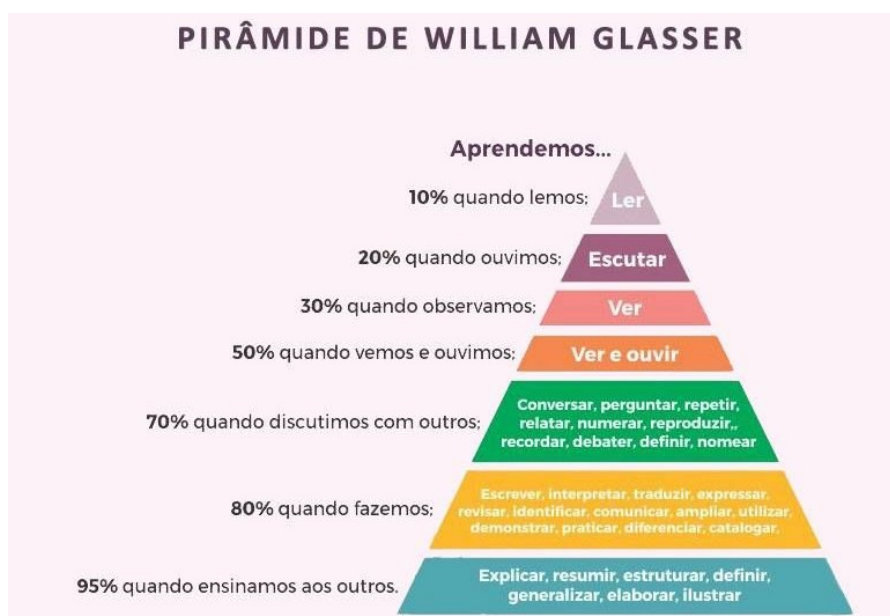 PIRÂMIDE DE WILLIAM GLASSER
Aprendemos...
10% quando lemos;
Ler
20% quando ouvimos;
Escutar
30% quando observamos;
Ver
50% quando vemos e ouvimos;
Ver e ouvir
70% quando discutimos com outros;
Conversar, perguntar, repetir,
relatar, numerar, reproduzir,,
recordar, debater, definir, nomear
80% quando fazemos;
Escrever, interpretar, traduzir, expressar,
revisar, identificar, comunicar, ampliar, utilizar,
demonstrar, praticar, diferenciar, catalogar,
95% quando ensinamos aos outros.
Explicar, resumir, estruturar, definir,
generalizar, elaborar, ilustrar